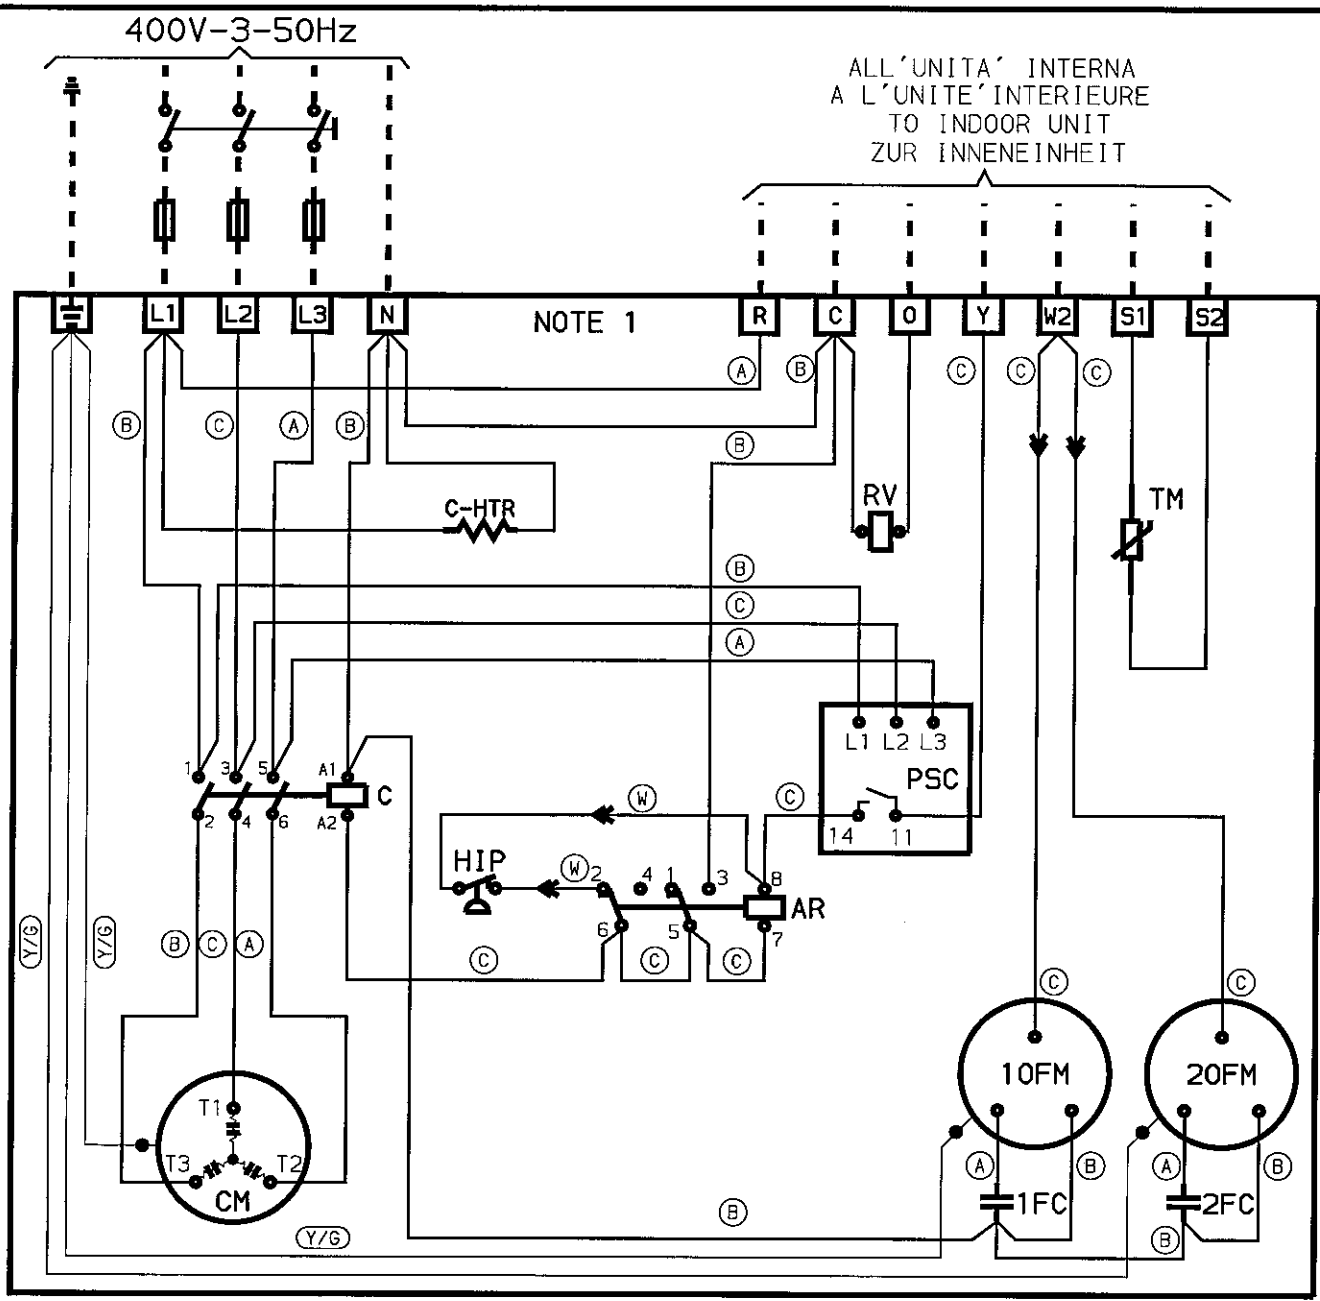 400V-3-50Hz
ALL'UNITA' INTERNA
A L'UNITE'INTERIEURE
TO INDOOR UNIT
ZUR INNENEINHEIT
L1 L2 L3 N NOTE 1 R C O Y W2 S1 S2
A B C C C
B C A B B
C-HTR RV TM
B
C
A
L1 L2 L3
PSC
14 11
1 3 5 A1 C
2 4 6 A2
W C
HIP W 2 4 1 3 8 AR
6 5 7
Y/G Y/G B C A C C C
C C
10FM 20FM
T1
T3 T2
CM
A B A B
1FC 2FC
B B
Y/G